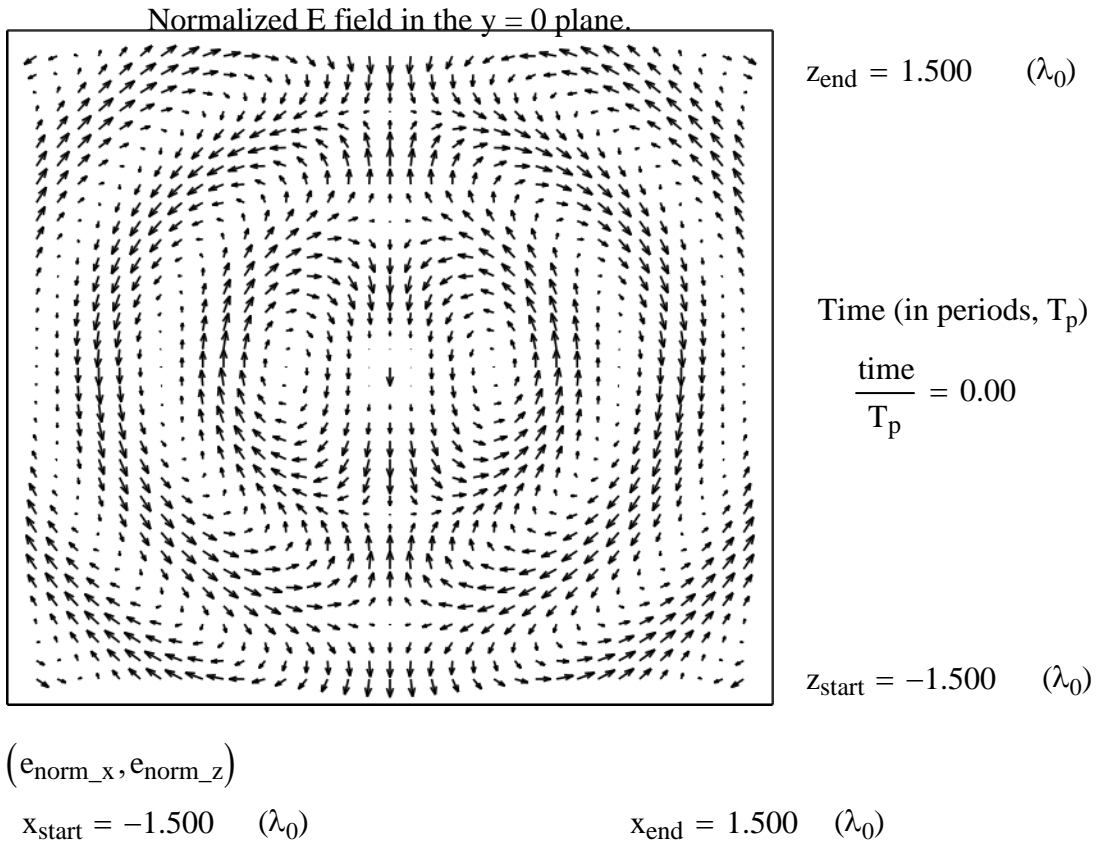 Normalized E field in the y = 0 plane.
z_end = 1.500 (λ_0)
Time (in periods, T_p)
time
T_p
= 0.00
z_start = −1.500 (λ_0)
(e_norm_x, e_norm_z)
x_start = −1.500 (λ_0) x_end = 1.500 (λ_0)